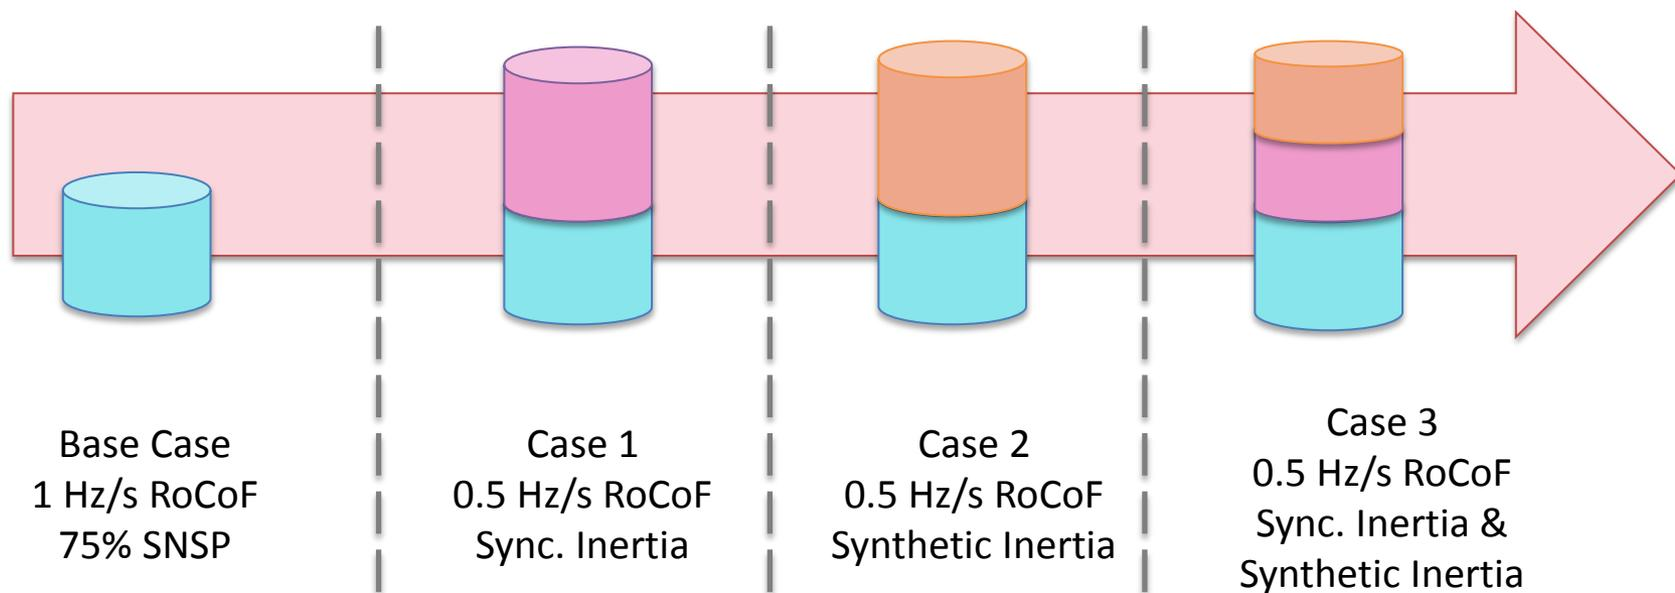 Base Case
1 Hz/s RoCoF
75% SNSP
Case 1
0.5 Hz/s RoCoF
Sync. Inertia
Case 2
0.5 Hz/s RoCoF
Synthetic Inertia
Case 3
0.5 Hz/s RoCoF
Sync. Inertia &
Synthetic Inertia